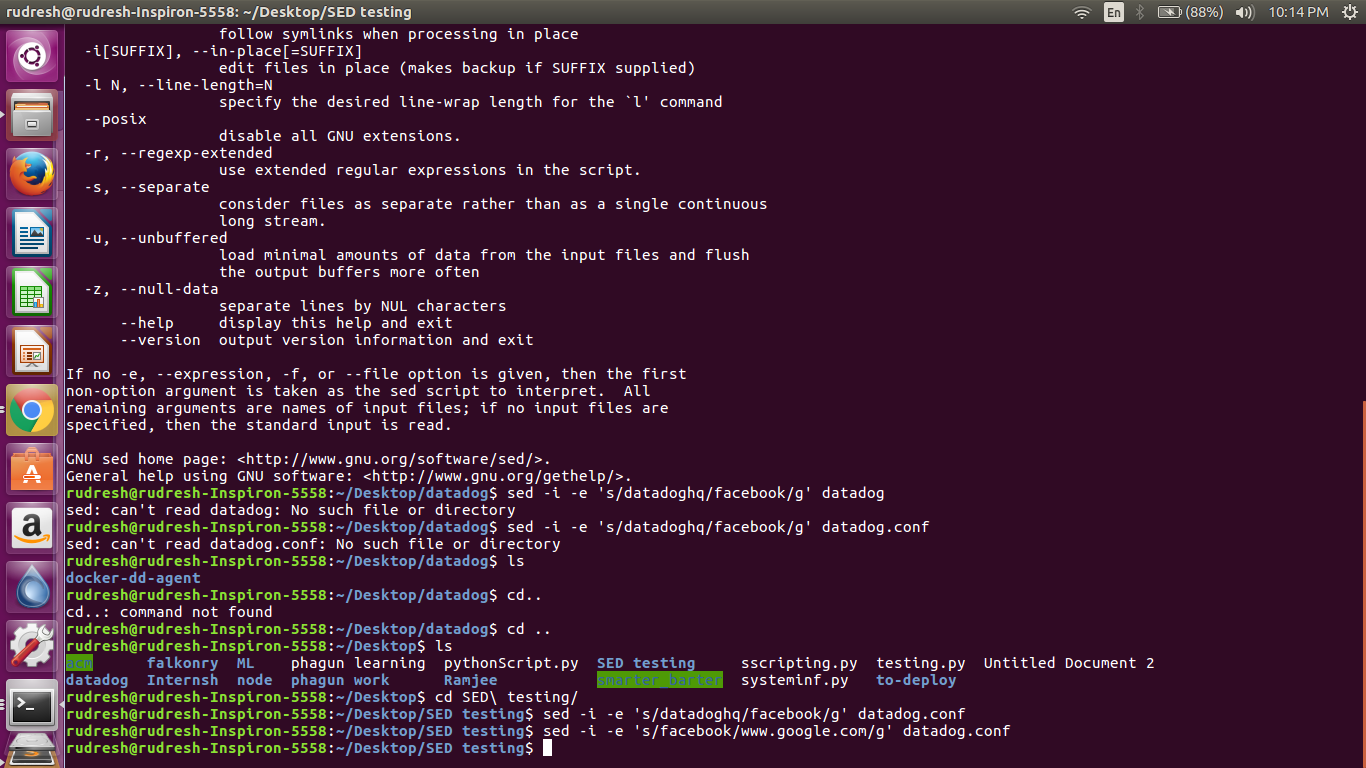 rudresh@rudresh-Inspiron-5558: ~/Desktop/SED testing En (88%) 10:14 PM
follow symlinks when processing in place
-i[SUFFIX], --in-place[=SUFFIX]
edit files in place (makes backup if SUFFIX supplied)
-l N, --line-length=N
specify the desired line-wrap length for the `l' command
--posix
disable all GNU extensions.
-r, --regexp-extended
use extended regular expressions in the script.
-s, --separate
consider files as separate rather than as a single continuous
long stream.
-u, --unbuffered
load minimal amounts of data from the input files and flush
the output buffers more often
-z, --null-data
separate lines by NUL characters
--help display this help and exit
--version output version information and exit
If no -e, --expression, -f, or --file option is given, then the first
non-option argument is taken as the sed script to interpret. All
remaining arguments are names of input files; if no input files are
specified, then the standard input is read.
GNU sed home page: <http://www.gnu.org/software/sed/>.
General help using GNU software: <http://www.gnu.org/gethelp/>.
rudresh@rudresh-Inspiron-5558:~/Desktop/datadog$ sed -i -e 's/datadoghq/facebook/g' datadog
sed: can't read datadog: No such file or directory
rudresh@rudresh-Inspiron-5558:~/Desktop/datadog$ sed -i -e 's/datadoghq/facebook/g' datadog.conf
sed: can't read datadog.conf: No such file or directory
rudresh@rudresh-Inspiron-5558:~/Desktop/datadog$ ls
docker-dd-agent
rudresh@rudresh-Inspiron-5558:~/Desktop/datadog$ cd..
cd..: command not found
rudresh@rudresh-Inspiron-5558:~/Desktop/datadog$ cd ..
rudresh@rudresh-Inspiron-5558:~/Desktop$ ls
acm falkonry ML phagun learning pythonScript.py SED testing sscripting.py testing.py Untitled Document 2
datadog Internsh node phagun work Ramjee smarter_barter systeminf.py to-deploy
rudresh@rudresh-Inspiron-5558:~/Desktop$ cd SED\ testing/
rudresh@rudresh-Inspiron-5558:~/Desktop/SED testing$ sed -i -e 's/datadoghq/facebook/g' datadog.conf
rudresh@rudresh-Inspiron-5558:~/Desktop/SED testing$ sed -i -e 's/facebook/www.google.com/g' datadog.conf
rudresh@rudresh-Inspiron-5558:~/Desktop/SED testing$